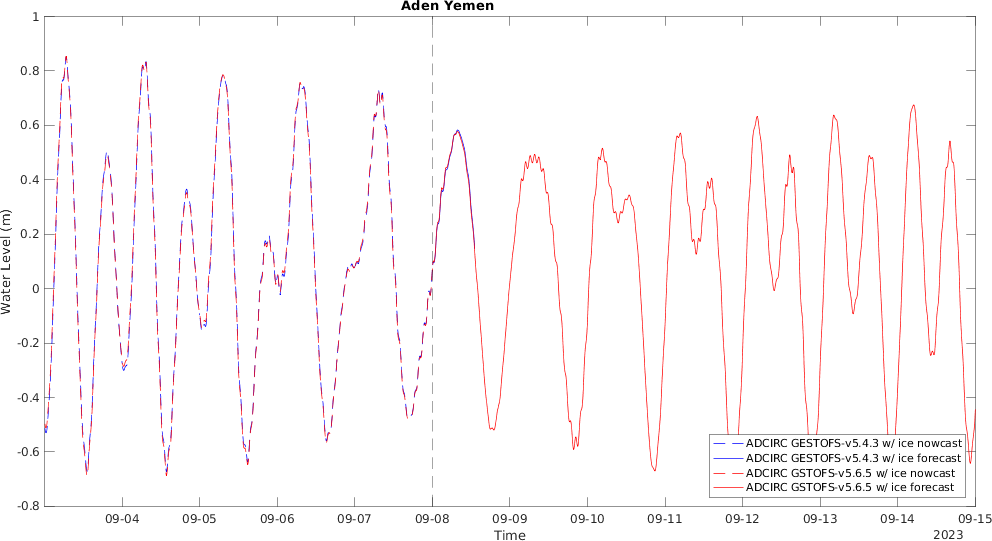 Aden Yemen
1
0.8
0.6
0.4
0.2
0
-0.2
-0.4
-0.6
-0.8
Water Level (m)
ADCIRC GESTOFS-v5.4.3 w/ ice nowcast
ADCIRC GESTOFS-v5.4.3 w/ ice forecast
ADCIRC GSTOFS-v5.6.5 w/ ice nowcast
ADCIRC GSTOFS-v5.6.5 w/ ice forecast
09-04 09-05 09-06 09-07 09-08 09-09 09-10 09-11 09-12 09-13 09-14 09-15
Time
2023